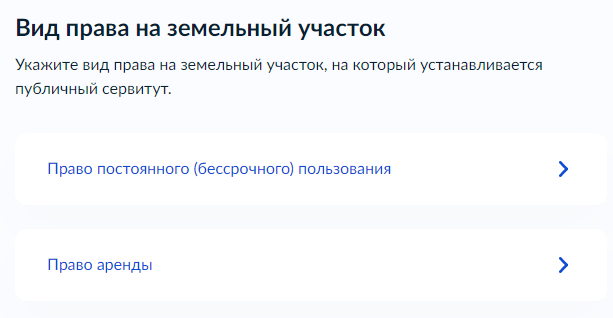 Вид права на земельный участок
Укажите вид права на земельный участок, на который устанавливается
публичный сервитут.
Право постоянного (бессрочного) пользования
Право аренды